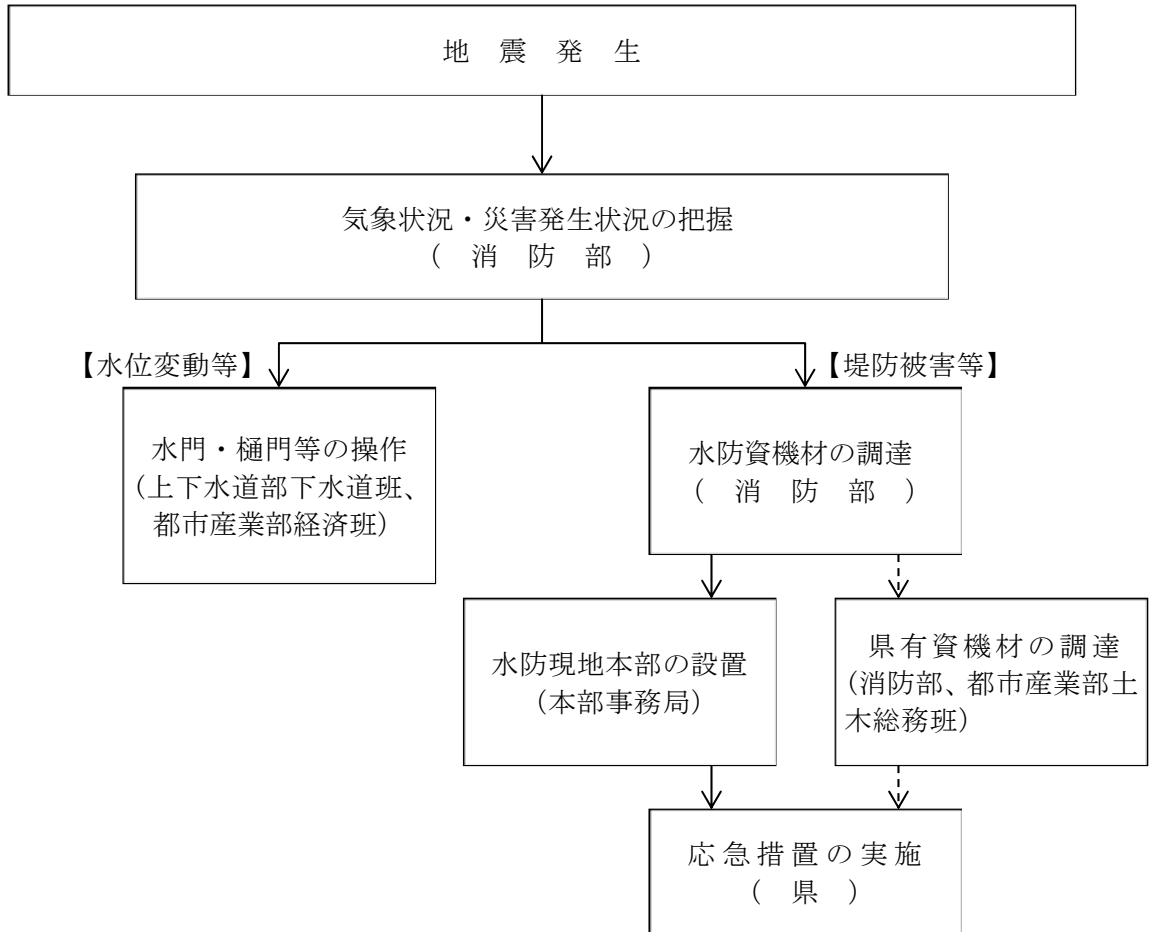 地震発生
気象状況・災害発生状況の把握
（消防部）
【水位変動等】
【堤防被害等】
水門・樋門等の操作
（上下水道部下水道班、
都市産業部経済班）
水防資機材の調達
（消防部）
水防現地本部の設置
（本部事務局）
県有資機材の調達
（消防部、都市産業部土
木総務班）
応急措置の実施
（県）